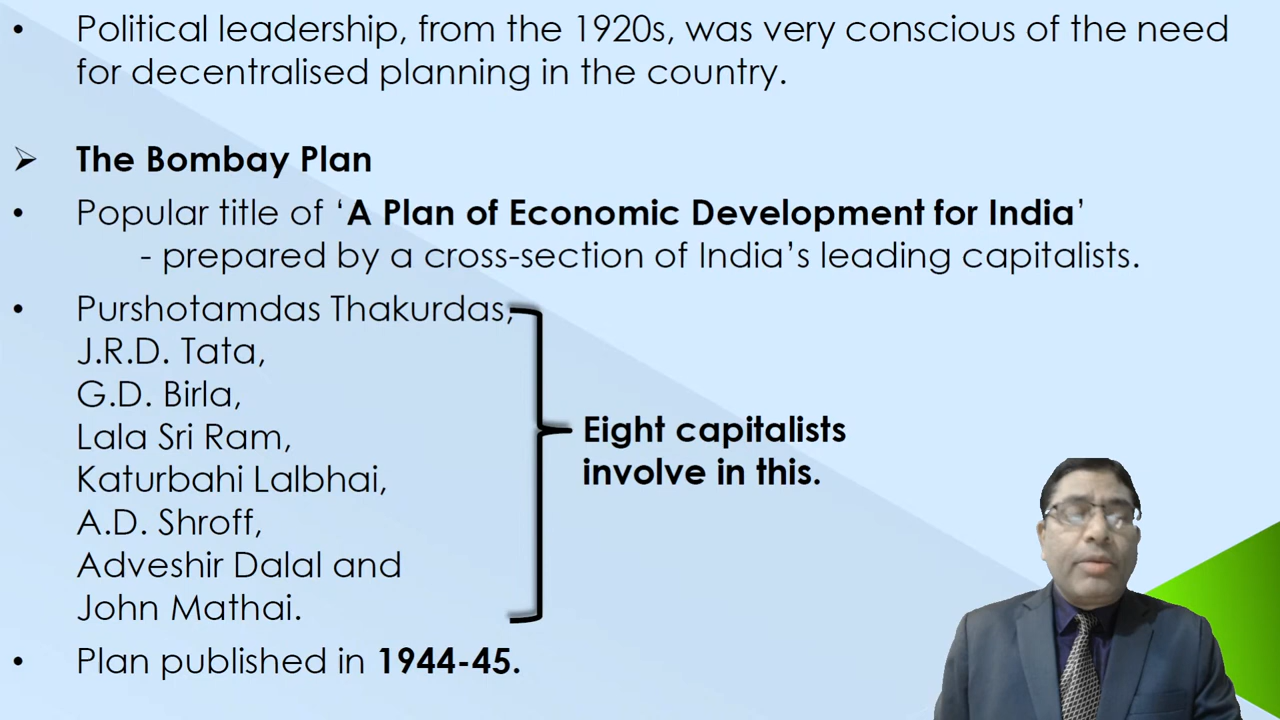 • Political leadership, from the 1920s, was very conscious of the need
for decentralised planning in the country.
➢ The Bombay Plan
• Popular title of ‘A Plan of Economic Development for India’
- prepared by a cross-section of India’s leading capitalists.
• Purshotamdas Thakurdas,
J.R.D. Tata,
G.D. Birla,
Lala Sri Ram,
Katurbahi Lalbhai,
A.D. Shroff,
Adveshir Dalal and
John Mathai.
Eight capitalists
involve in this.
• Plan published in 1944-45.